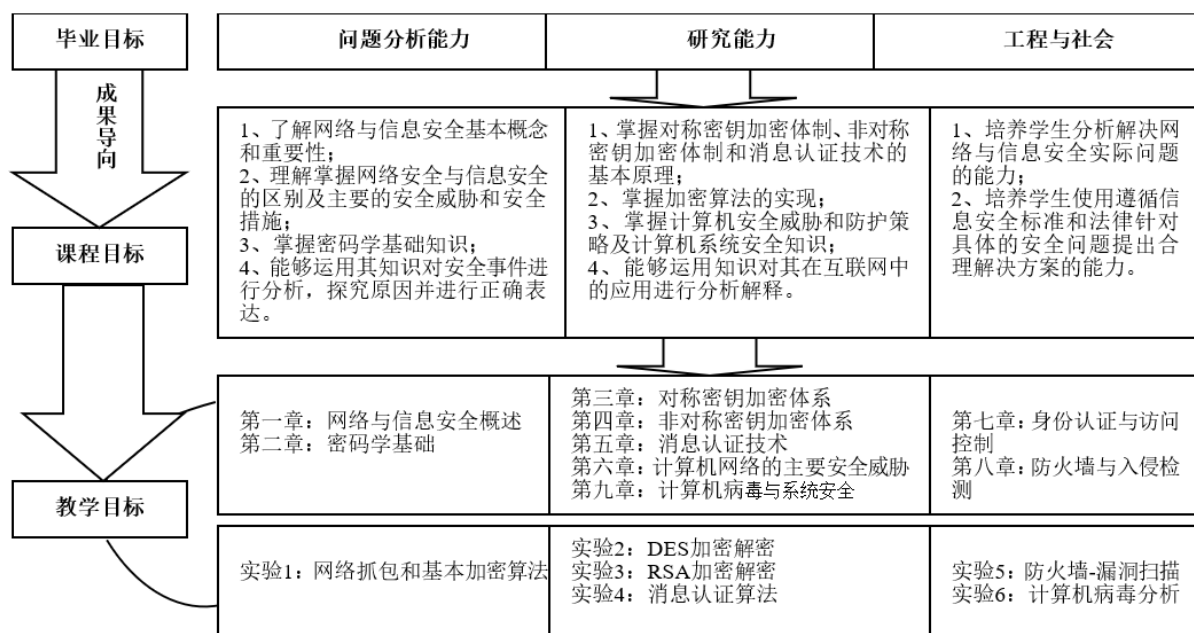 毕业目标
问题分析能力
研究能力
工程与社会
成果导向
1、了解网络与信息安全基本概念
和重要性；
2、理解掌握网络安全与信息安全
的区别及主要的安全威胁和安全
措施；
3、掌握密码学基础知识；
4、能够运用其知识对安全事件进
行分析，探究原因并进行正确表
达。
1、掌握对称密钥加密体制、非对称
密钥加密体制和消息认证技术的
基本原理；
2、掌握加密算法的实现；
3、掌握计算机安全威胁和防护策
略及计算机系统安全知识；
4、能够运用知识对其在互联网中
的应用进行分析解释。
1、培养学生分析解决网
络与信息安全实际问题
的能力；
2、培养学生使用遵循信
息安全标准和法律针对
具体的安全问题提出合
理解决方案的能力。
课程目标
第一章：网络与信息安全概述
第二章：密码学基础
第三章：对称密钥加密体系
第四章：非对称密钥加密体系
第五章：消息认证技术
第六章：计算机网络的主要安全威胁
第九章：计算机病毒与系统安全
第七章：身份认证与访问
控制
第八章：防火墙与入侵检
测
教学目标
实验1：网络抓包和基本加密算法
实验2：DES加密解密
实验3：RSA加密解密
实验4：消息认证算法
实验5：防火墙-漏洞扫描
实验6：计算机病毒分析